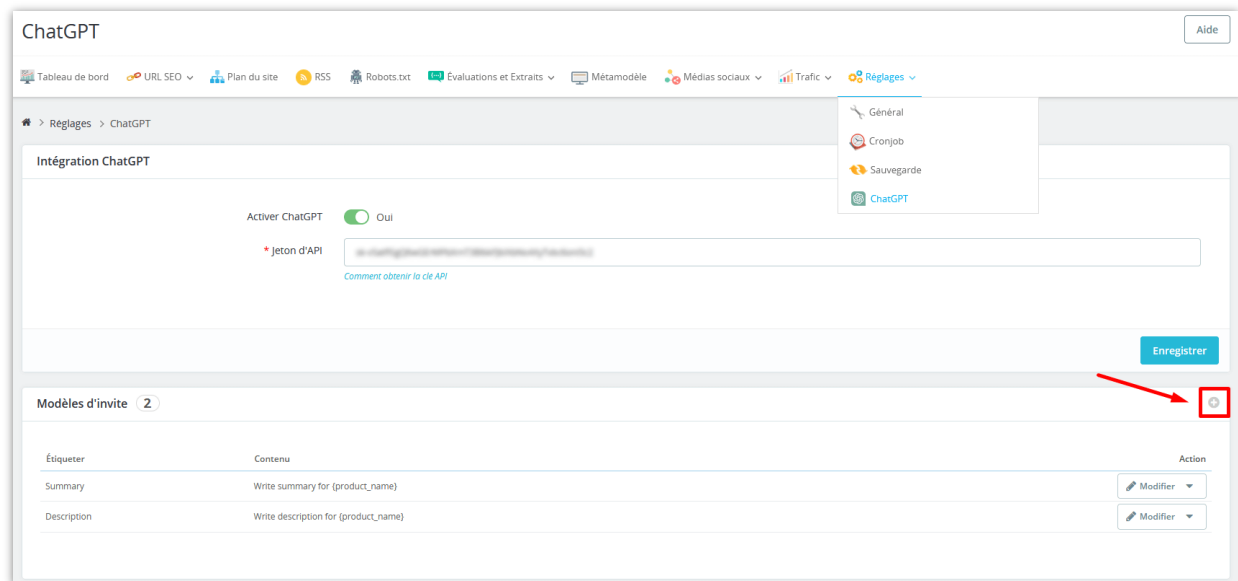 ChatGPT
Aide
Tableau de bord URL SEO Plan du site RSS Robots.txt Évaluations et Extraits Métamodèle Médias sociaux Trafic Réglages
Général
Cronjob
Sauvegarde
ChatGPT
> Réglages > ChatGPT
Intégration ChatGPT
Activer ChatGPT Oui
* Jeton d'API
Comment obtenir la clé API
Enregistrer
Modèles d'invite 2
Étiqueter Contenu Action
Summary Write summary for {product_name} Modifier
Description Write description for {product_name} Modifier